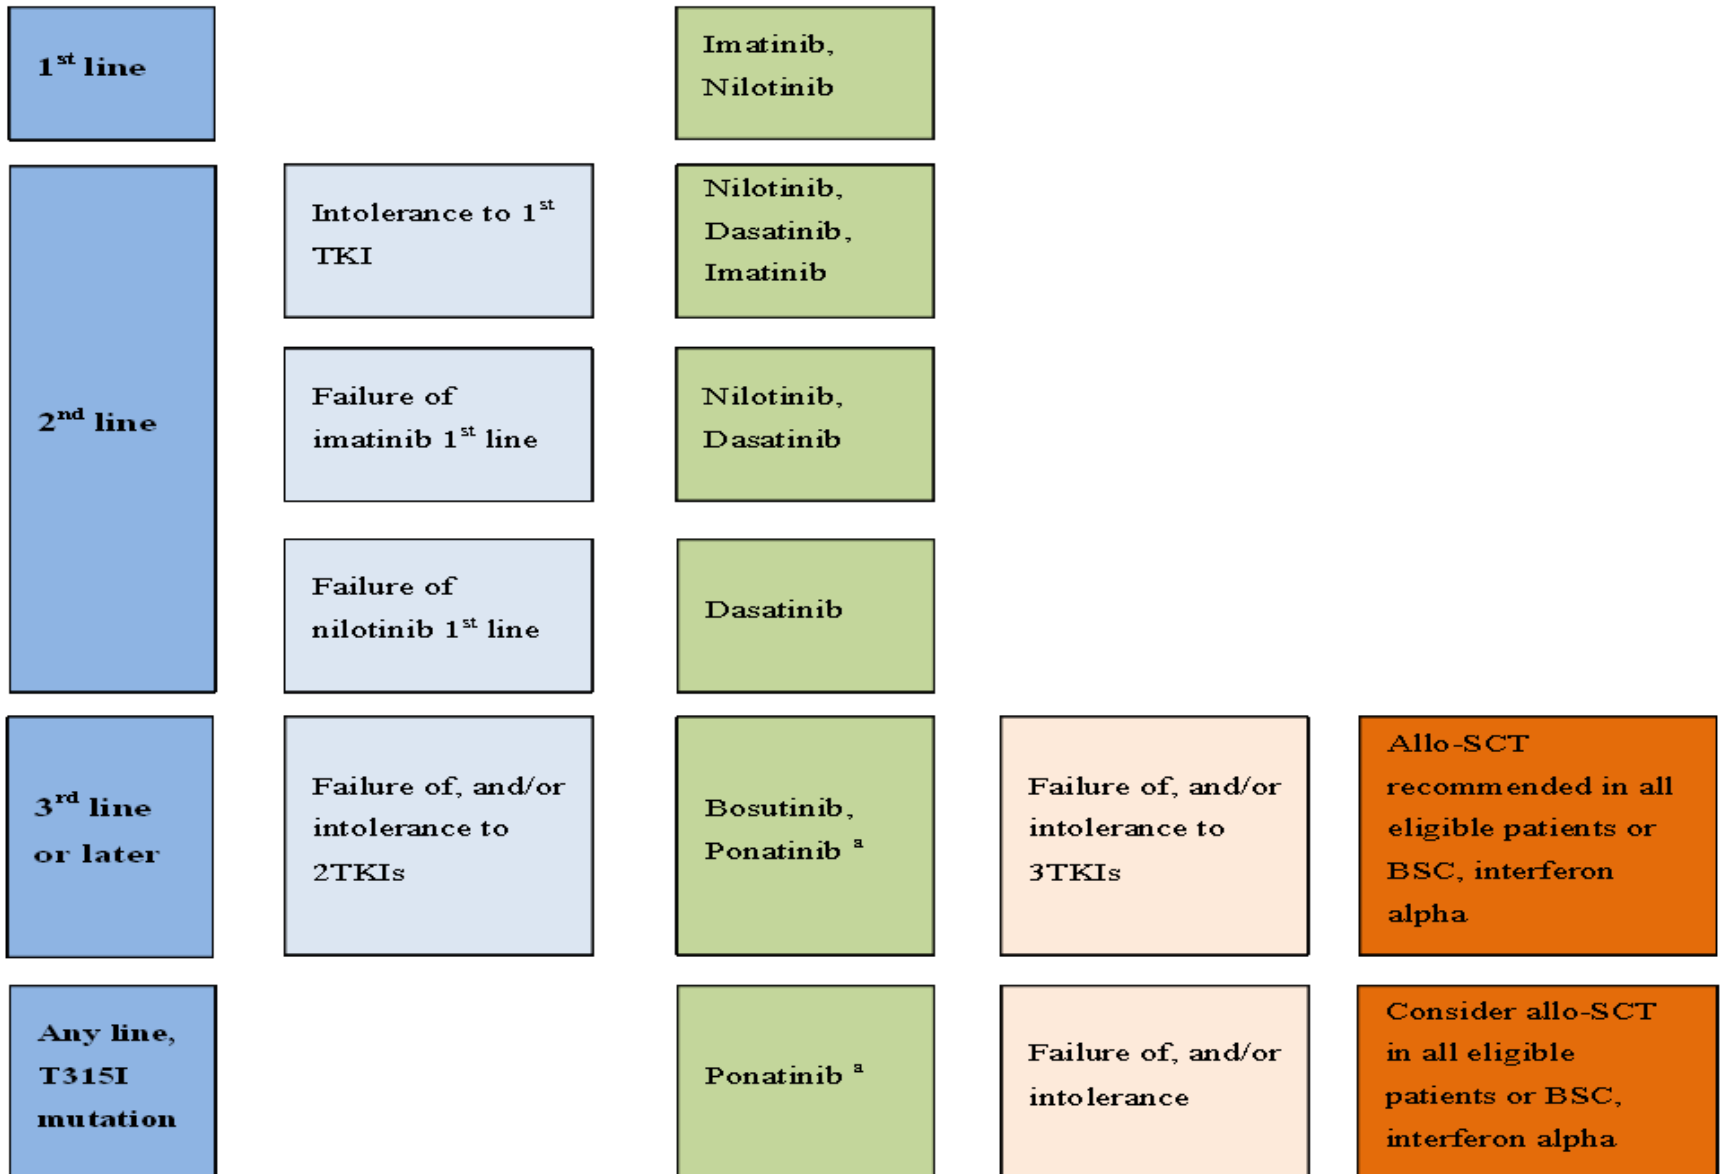 1st line
Imatinib,
Nilotinib
2nd line
Intolerance to 1st
TKI
Nilotinib,
Dasatinib,
Imatinib
Failure of
imatinib 1st line
Nilotinib,
Dasatinib
Failure of
nilotinib 1st line
Dasatinib
3rd line
or later
Failure of, and/or
intolerance to
2TKIs
Bosutinib,
Ponatinib a
Failure of, and/or
intolerance to
3TKIs
Allo-SCT
recommended in all
eligible patients or
BSC, interferon
alpha
Any line,
T315I
mutation
Ponatinib a
Failure of, and/or
intolerance
Consider allo-SCT
in all eligible
patients or BSC,
interferon alpha